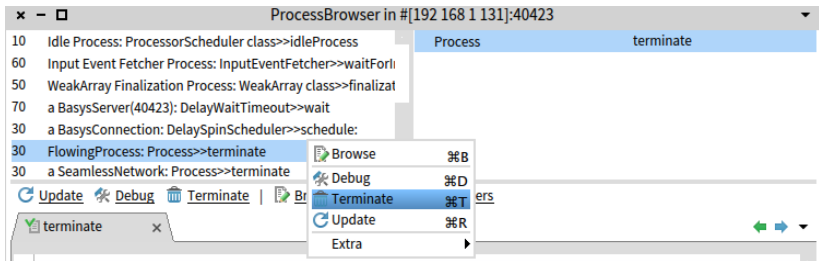 ProcessBrowser in #[192 168 1 131]:40423
10 Idle Process: ProcessorScheduler class>>idleProcess
60 Input Event Fetcher Process: InputEventFetcher>>waitForI
50 WeakArray Finalization Process: WeakArray class>>finalizat
70 a BasysServer(40423): DelayWaitTimeout>>wait
30 a BasysConnection: DelaySpinScheduler>>schedule:
30 FlowingProcess: Process>>terminate
30 a SeamlessNetwork: Process>>terminate
Process terminate
Browse ⌘B
Debug ⌘D
Terminate ⌘T
Update ⌘R
Extra
Update Debug Terminate | Br ers
terminate